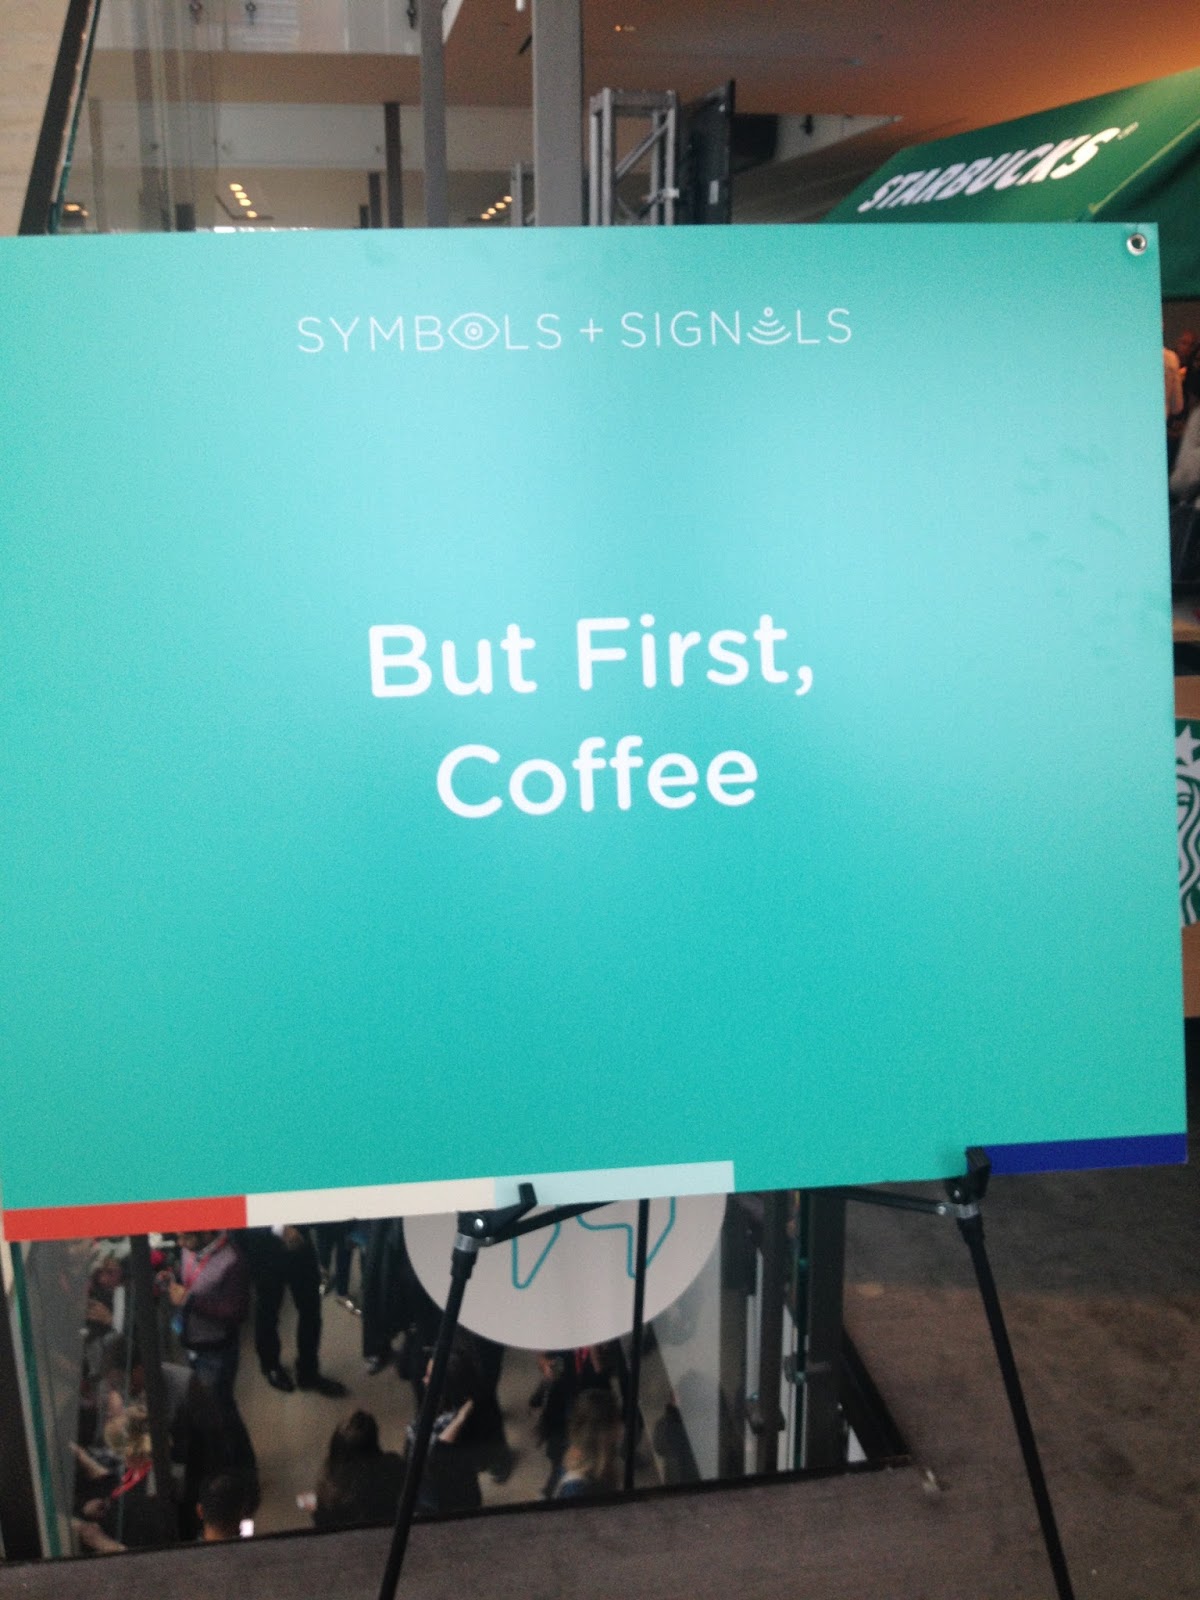 STARBUCKS®
SYMBOLS + SIGNALS
But First,
Coffee